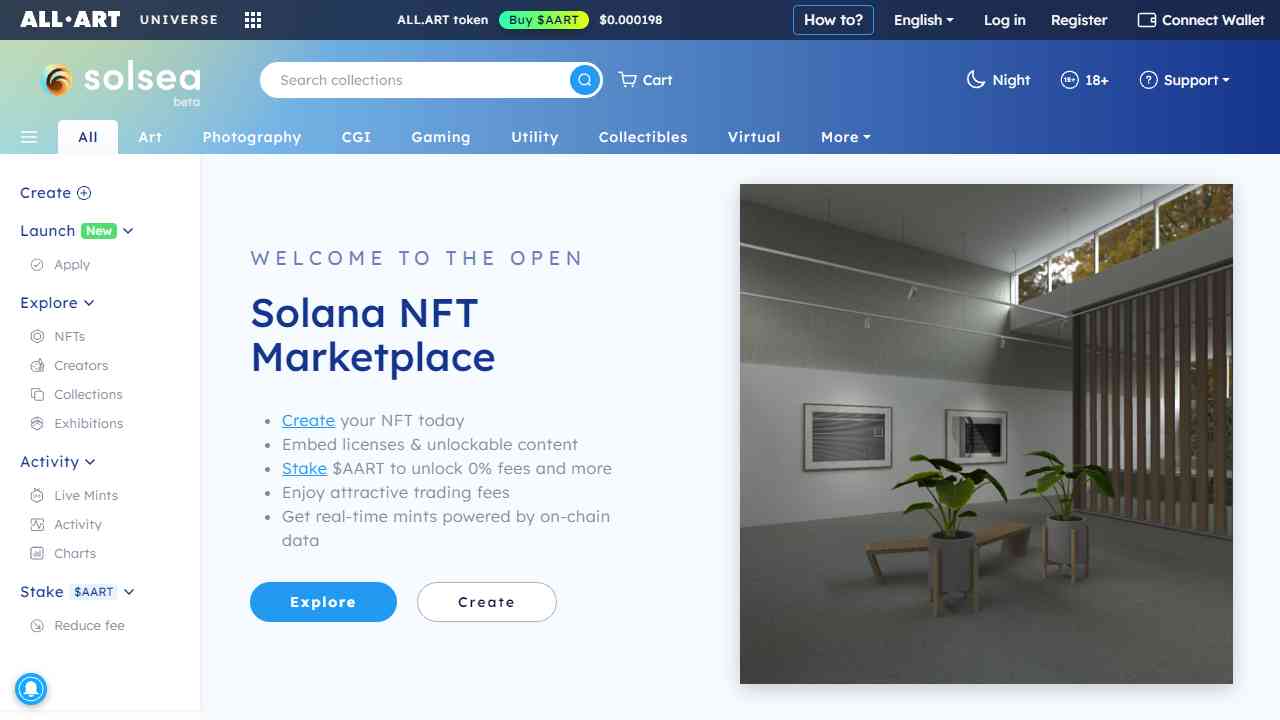 ALL·ART UNIVERSE ALL.ART token Buy $AART $0.000198 How to? English Log in Register Connect Wallet
solsea
beta
Search collections
Cart Night 18+ 18+ Support
All Art Photography CGI Gaming Utility Collectibles Virtual More
Create
Launch New
Apply
Explore
NFTs
Creators
Collections
Exhibitions
Activity
Live Mints
Activity
Charts
Stake $AART
Reduce fee
WELCOME TO THE OPEN
Solana NFT
Marketplace
Create your NFT today
Embed licenses & unlockable content
Stake $AART to unlock 0% fees and more
Enjoy attractive trading fees
Get real-time mints powered by on-chain
data
Explore Create